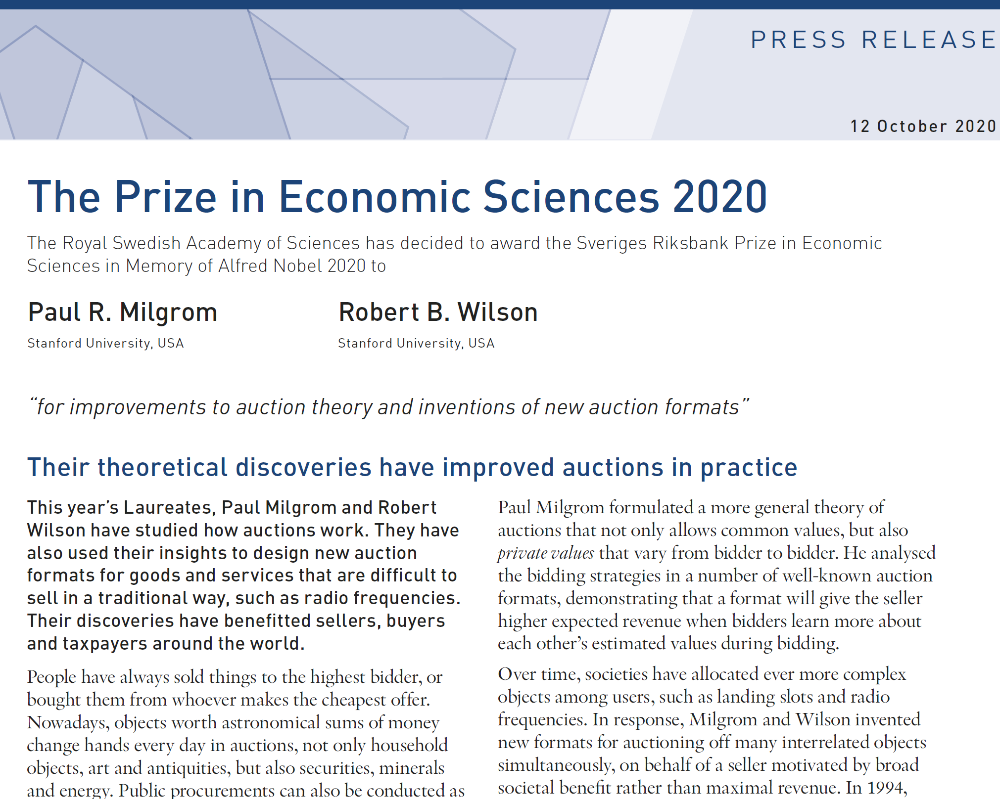 PRESS RELEASE
12 October 2020
The Prize in Economic Sciences 2020
The Royal Swedish Academy of Sciences has decided to award the Sveriges Riksbank Prize in Economic
Sciences in Memory of Alfred Nobel 2020 to
Paul R. Milgrom
Stanford University, USA
Robert B. Wilson
Stanford University, USA
“for improvements to auction theory and inventions of new auction formats”
Their theoretical discoveries have improved auctions in practice
This year’s Laureates, Paul Milgrom and Robert
Wilson have studied how auctions work. They have
also used their insights to design new auction
formats for goods and services that are difficult to
sell in a traditional way, such as radio frequencies.
Their discoveries have benefitted sellers, buyers
and taxpayers around the world.
People have always sold things to the highest bidder, or
bought them from whoever makes the cheapest offer.
Nowadays, objects worth astronomical sums of money
change hands every day in auctions, not only household
objects, art and antiquities, but also securities, minerals
and energy. Public procurements can also be conducted as
Paul Milgrom formulated a more general theory of
auctions that not only allows common values, but also
private values that vary from bidder to bidder. He analysed
the bidding strategies in a number of well-known auction
formats, demonstrating that a format will give the seller
higher expected revenue when bidders learn more about
each other’s estimated values during bidding.
Over time, societies have allocated ever more complex
objects among users, such as landing slots and radio
frequencies. In response, Milgrom and Wilson invented
new formats for auctioning off many interrelated objects
simultaneously, on behalf of a seller motivated by broad
societal benefit rather than maximal revenue. In 1994,